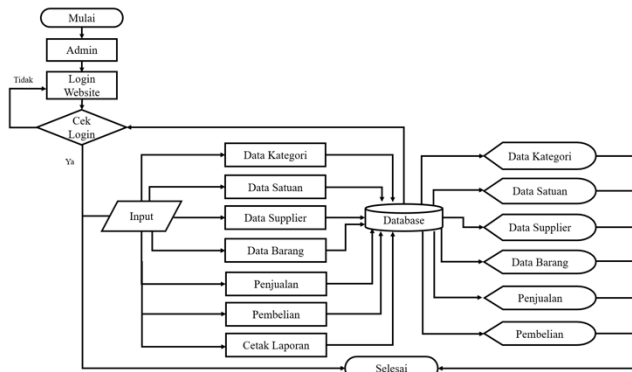 Mulai
Admin
Tidak
Login
Website
Cek
Login
Ya
Input
Data Kategori
Data Satuan
Data Supplier
Data Barang
Penjualan
Pembelian
Cetak Laporan
Database
Data Kategori
Data Satuan
Data Supplier
Data Barang
Penjualan
Pembelian
Selesai